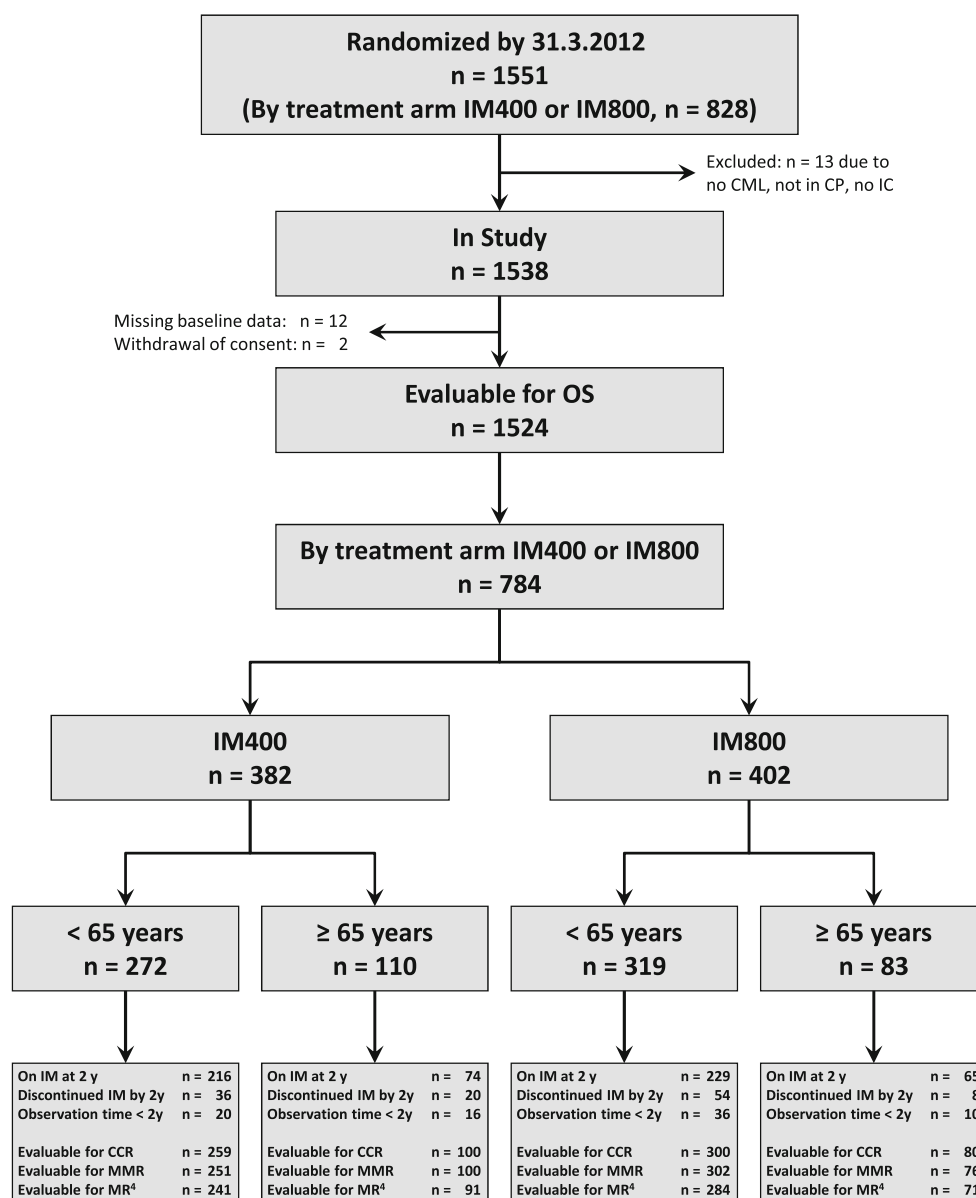 Randomized by 31.3.2012
n = 1551
(By treatment arm IM400 or IM800, n = 828)
Excluded: n = 13 due to
no CML, not in CP, no IC
In Study
n = 1538
Missing baseline data: n = 12
Withdrawal of consent: n = 2
Evaluable for OS
n = 1524
By treatment arm IM400 or IM800
n = 784
IM400
n = 382
IM800
n = 402
< 65 years
n = 272
≥ 65 years
n = 110
< 65 years
n = 319
≥ 65 years
n = 83
On IM at 2 y n = 216
Discontinued IM by 2y n = 36
Observation time < 2y n = 20
Evaluable for CCR n = 259
Evaluable for MMR n = 251
Evaluable for MR⁴ n = 241
On IM at 2 y n = 74
Discontinued IM by 2y n = 20
Observation time < 2y n = 16
Evaluable for CCR n = 100
Evaluable for MMR n = 100
Evaluable for MR⁴ n = 91
On IM at 2 y n = 229
Discontinued IM by 2y n = 54
Observation time < 2y n = 36
Evaluable for CCR n = 300
Evaluable for MMR n = 302
Evaluable for MR⁴ n = 284
On IM at 2 y n = 65
Discontinued IM by 2y n = 8
Observation time < 2y n = 10
Evaluable for CCR n = 80
Evaluable for MMR n = 76
Evaluable for MR⁴ n =